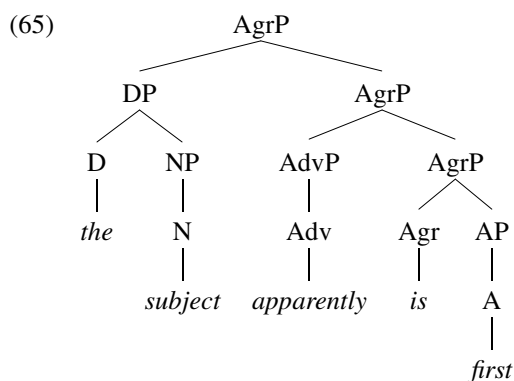 (65) AgrP
DP AgrP
D NP AdvP AgrP
the N Adv Agr AP
subject apparently is A
first